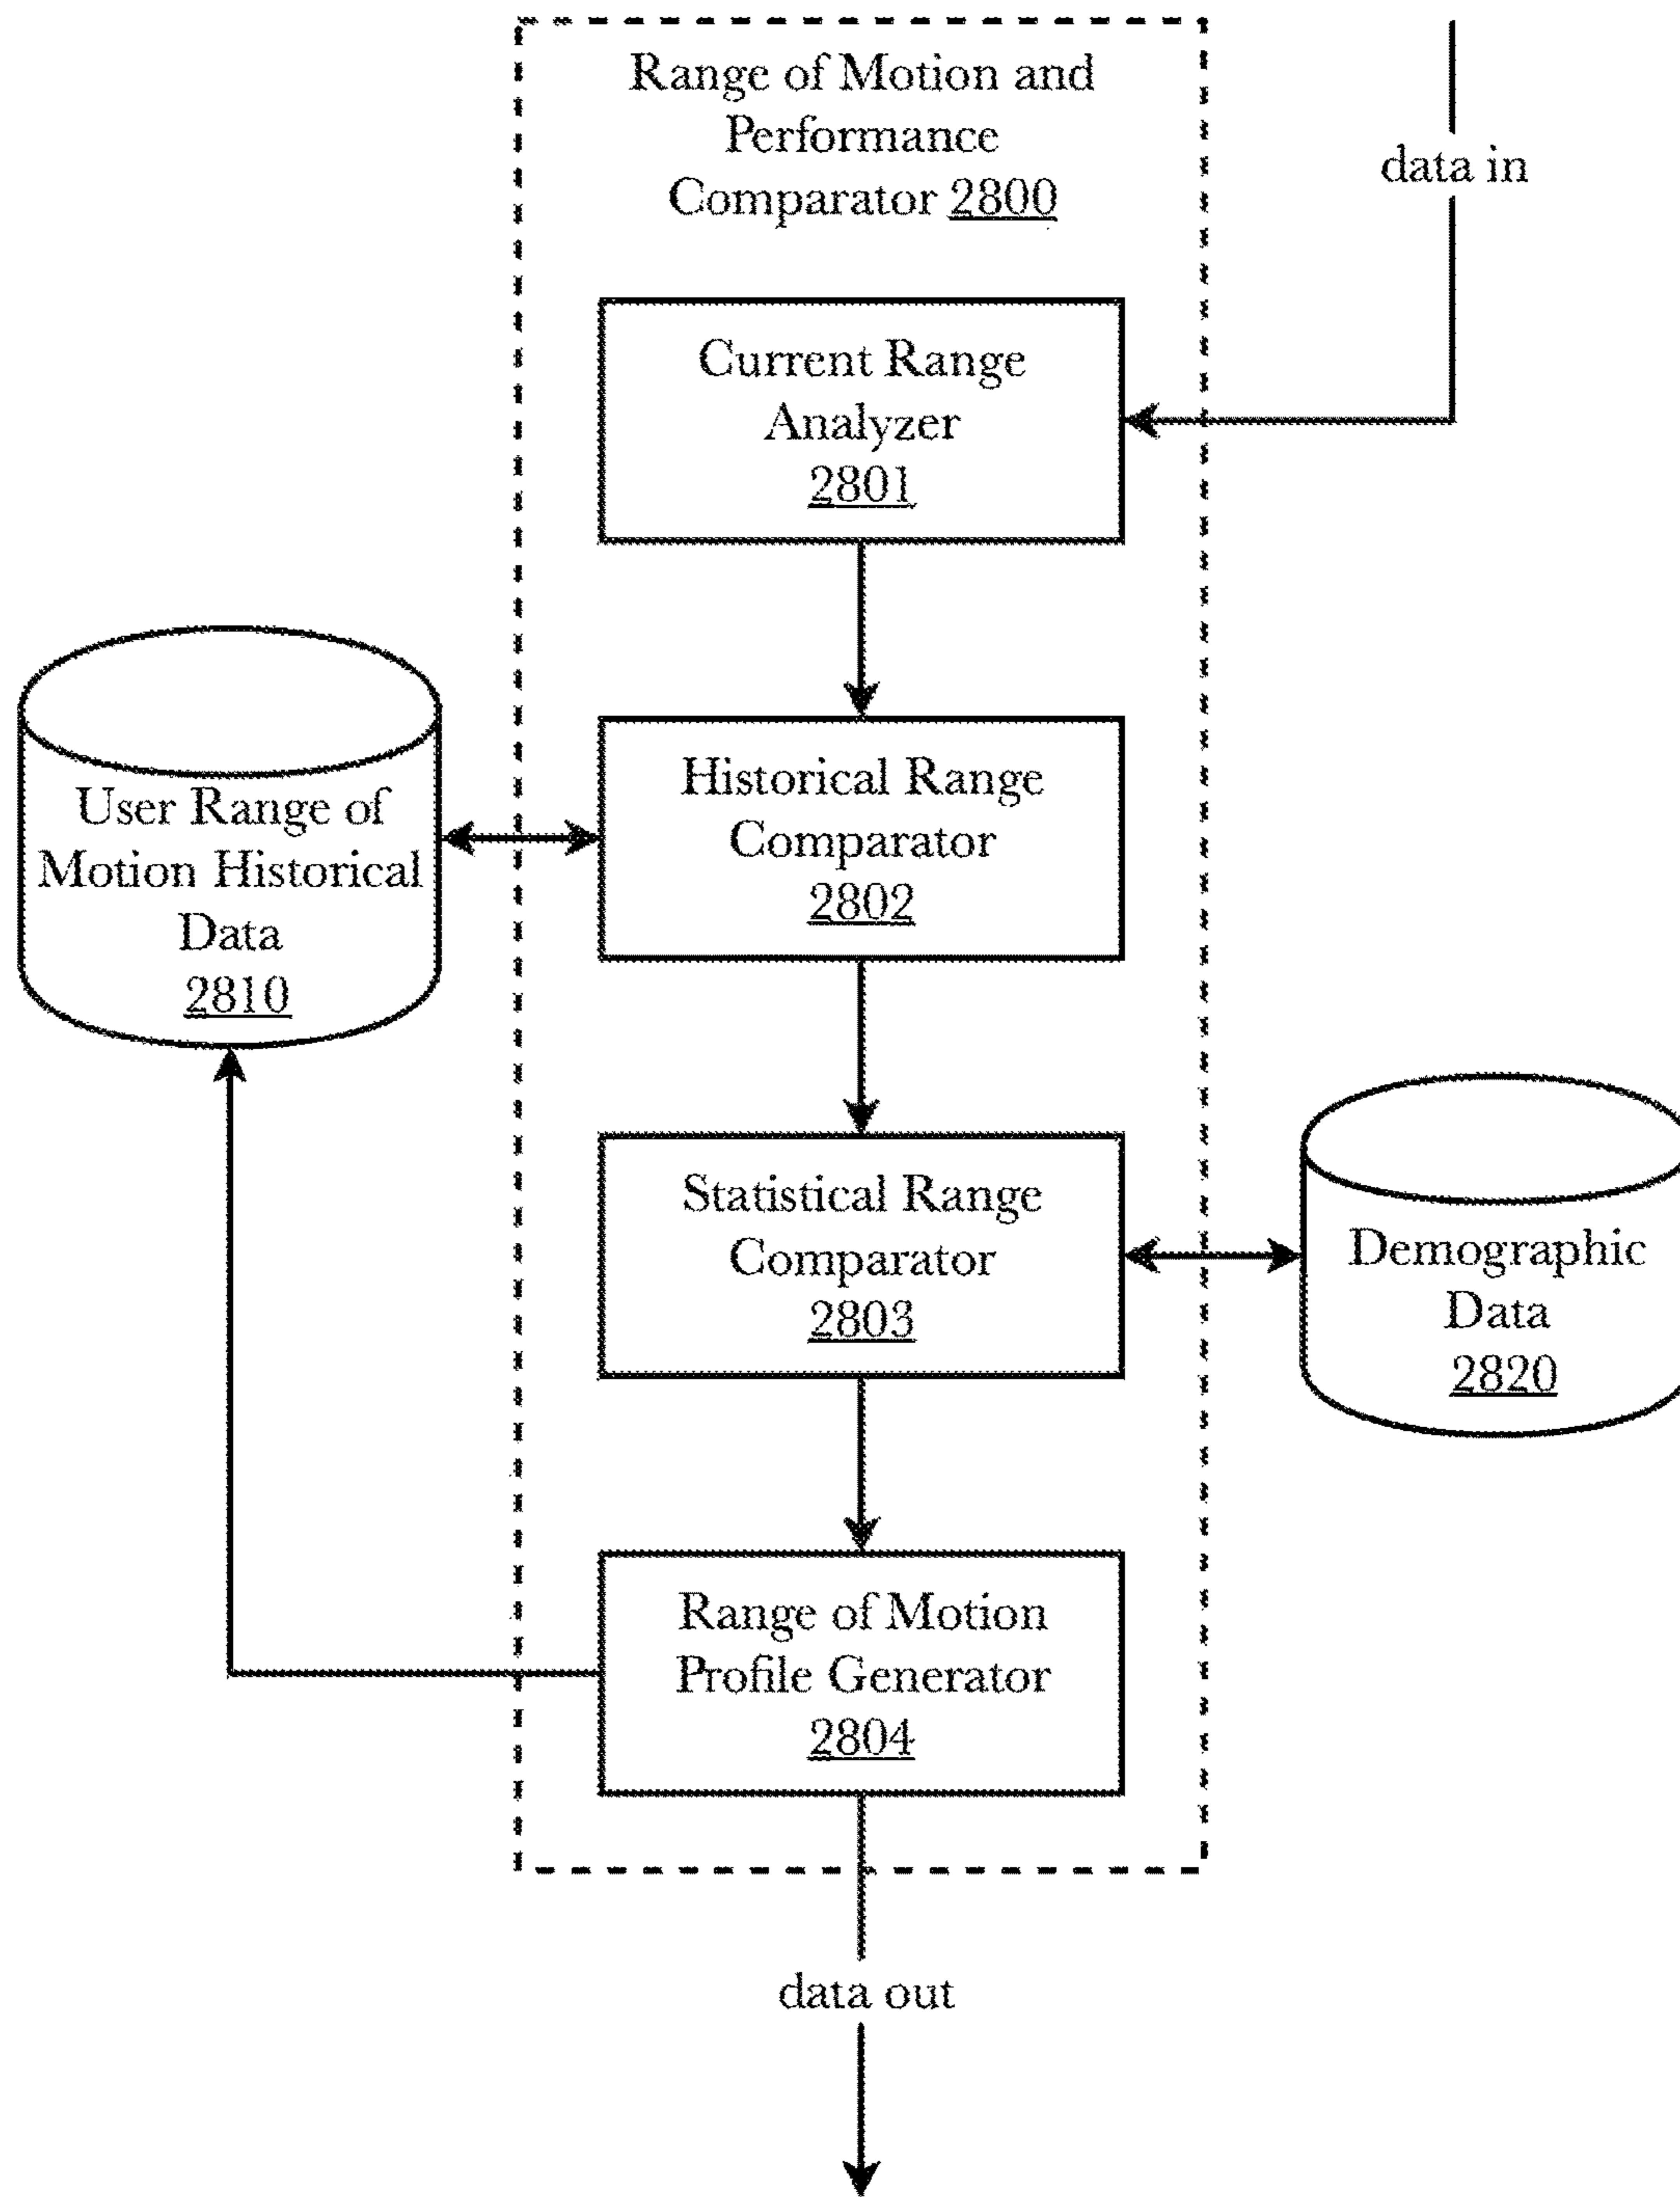 Range of Motion and
Performance
Comparator 2800
data in
Current Range
Analyzer
2801
Historical Range
Comparator
2802
User Range of
Motion Historical
Data
2810
Statistical Range
Comparator
2803
Demographic
Data
2820
Range of Motion
Profile Generator
2804
data out